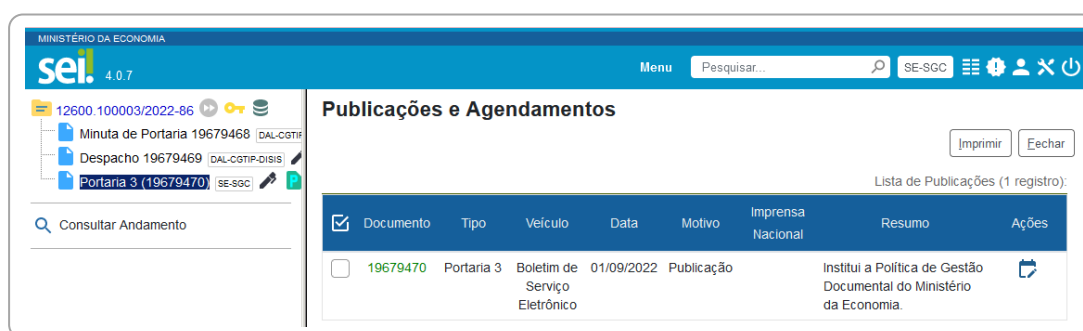 MINISTÉRIO DA ECONOMIA
sei! 4.0.7
Menu Pesquisar... SE-SGC
12600.100003/2022-86
Minuta de Portaria 19679468 DAL-CGTIP
Despacho 19679469 DAL-CGTIP-DISIS
Portaria 3 (19679470) SE-SGC P
Consultar Andamento
Publicações e Agendamentos
Imprimir Fechar
Lista de Publicações (1 registro):
Documento Tipo Veículo Data Motivo Imprensa Nacional Resumo Ações
19679470 Portaria 3 Boletim de Serviço Eletrônico 01/09/2022 Publicação Institui a Política de Gestão Documental do Ministério da Economia.